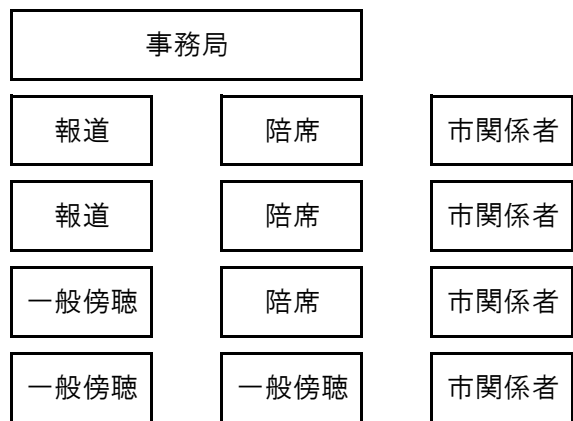 事務局
報道 陪席 市関係者
報道 陪席 市関係者
一般傍聴 陪席 市関係者
一般傍聴 一般傍聴 市関係者